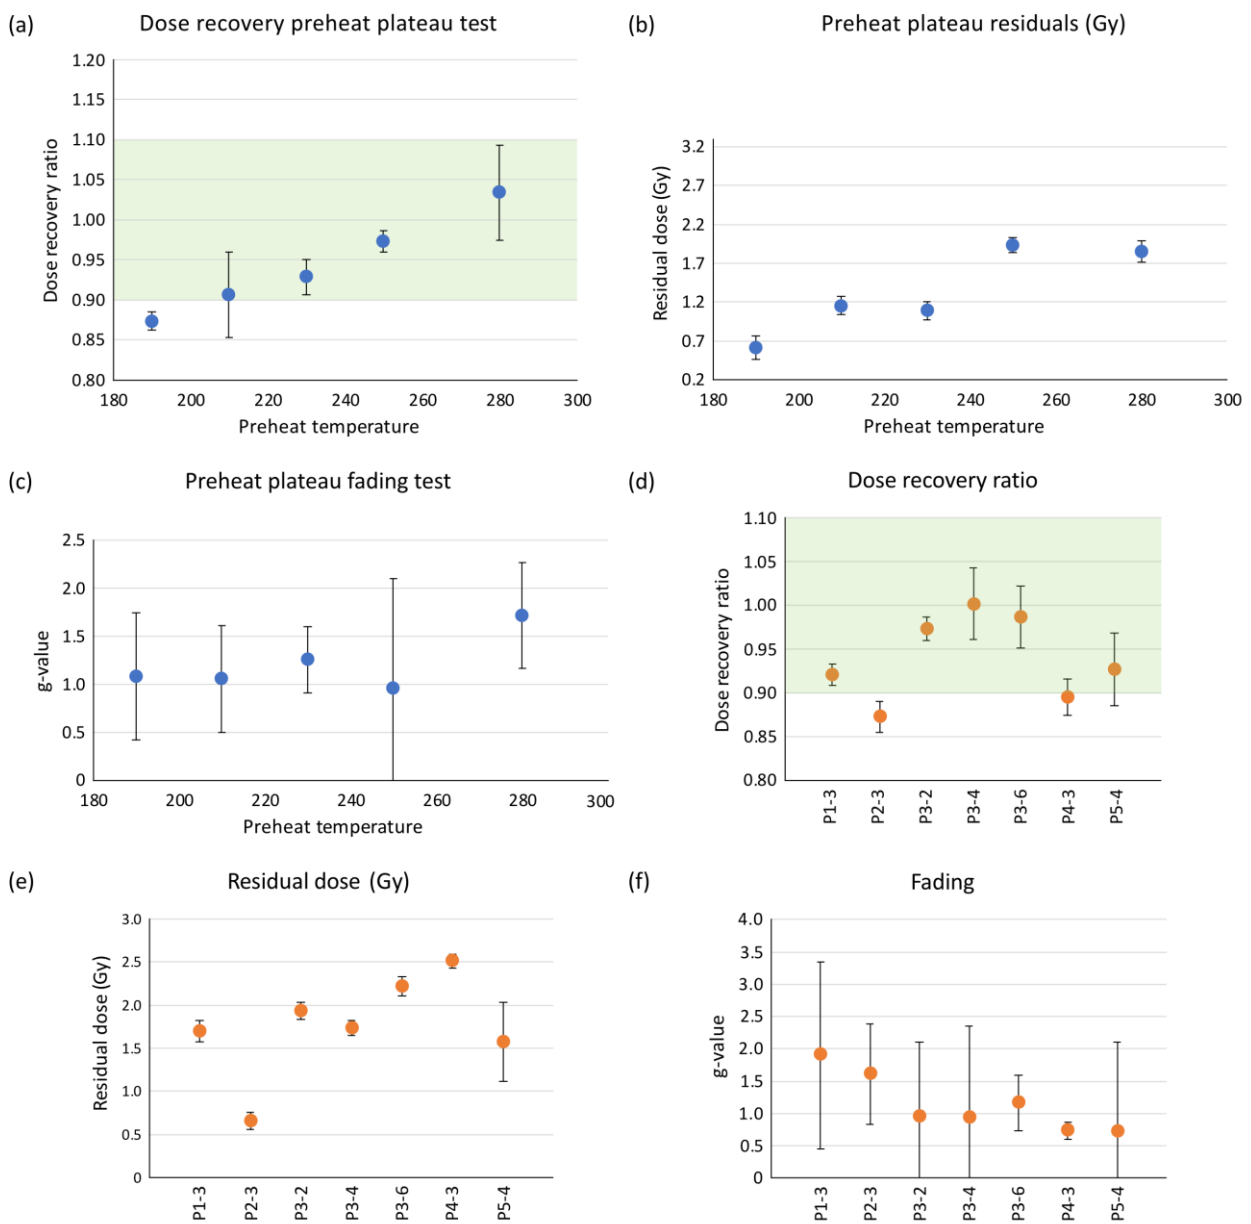 (a)
Dose recovery preheat plateau test
1.20
1.15
1.10
1.05
1.00
0.95
0.90
0.85
0.80
Dose recovery ratio
180 200 220 240 260 280 300
Preheat temperature
(b)
Preheat plateau residuals (Gy)
3.2
2.7
2.2
1.7
1.2
0.7
0.2
Residual dose (Gy)
180 200 220 240 260 280 300
Preheat temperature
(c)
Preheat plateau fading test
2.5
2.0
1.5
1.0
0.5
0
g-value
180 200 220 240 260 280 300
Preheat temperature
(d)
Dose recovery ratio
1.10
1.05
1.00
0.95
0.90
0.85
0.80
Dose recovery ratio
P1-3 P2-3 P3-2 P3-4 P3-6 P4-3 P5-4
(e)
Residual dose (Gy)
3.0
2.5
2.0
1.5
1.0
0.5
0
Residual dose (Gy)
P1-3 P2-3 P3-2 P3-4 P3-6 P4-3 P5-4
(f)
Fading
4.0
3.5
3.0
2.5
2.0
1.5
1.0
0.5
0
g-value
P1-3 P2-3 P3-2 P3-4 P3-6 P4-3 P5-4